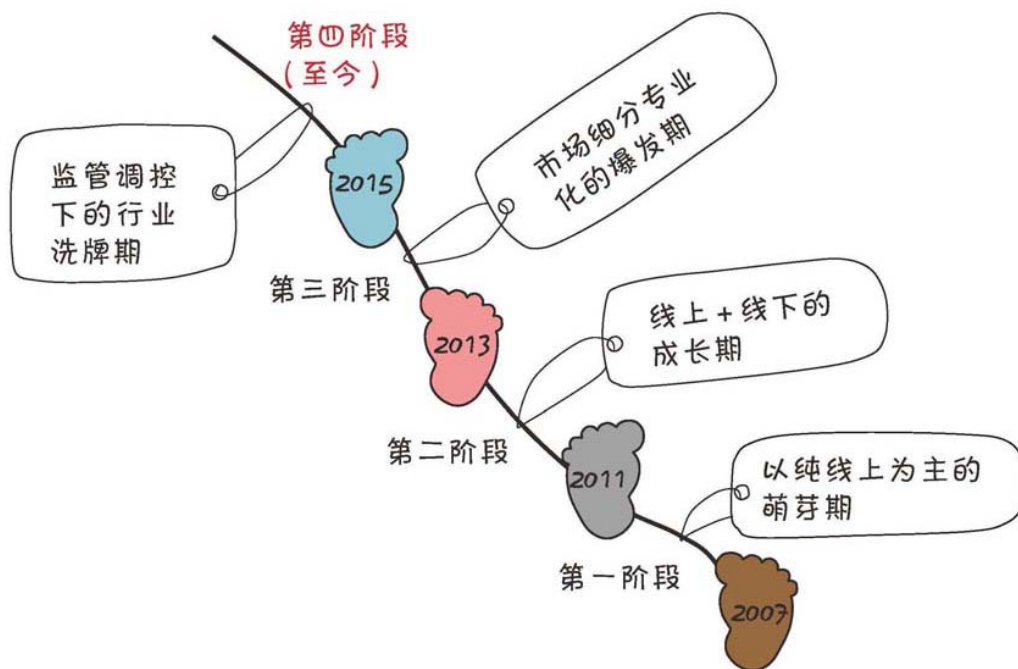 第四阶段
（至今）
监管调控
下的行业
洗牌期
2015
市场细分专业
化的爆发期
第三阶段
2013
线上+线下的
成长期
第二阶段
2011
以纯线上为主的
萌芽期
第一阶段
2007